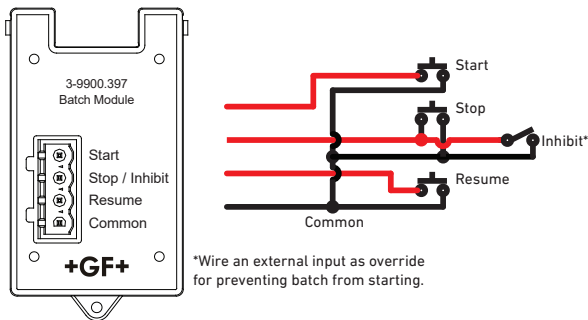 3-9900.397
Batch Module
Start
Stop / Inhibit
Resume
Common
+GF+
Start
Stop
Inhibit*
Resume
Common
*Wire an external input as override
for preventing batch from starting.